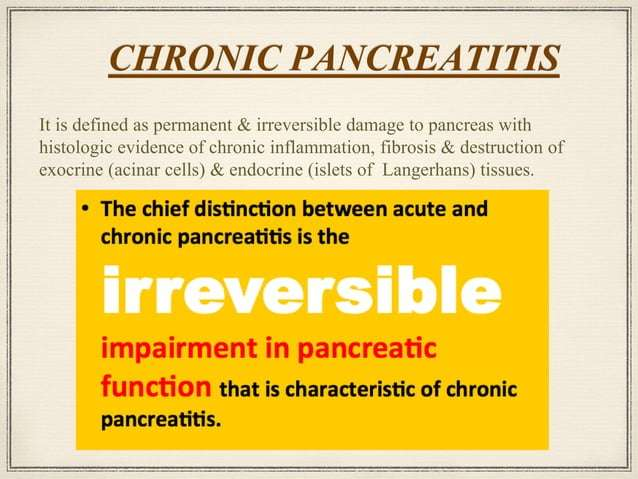 CHRONIC PANCREATITIS
It is defined as permanent & irreversible damage to pancreas with
histologic evidence of chronic inflammation, fibrosis & destruction of
exocrine (acinar cells) & endocrine (islets of Langerhans) tissues.
• The chief distinction between acute and
chronic pancreatitis is the
irreversible
impairment in pancreatic
function that is characteristic of chronic
pancreatitis.